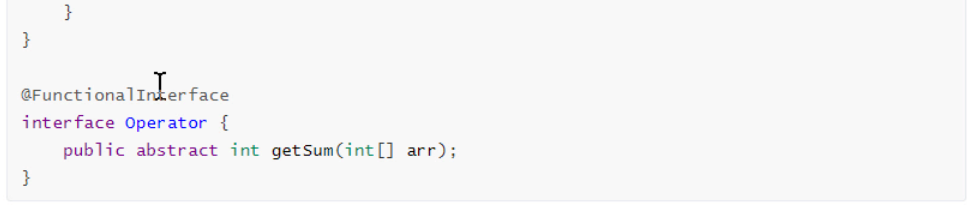 }
}

@FunctionalInterface
interface Operator {
    public abstract int getSum(int[] arr);
}